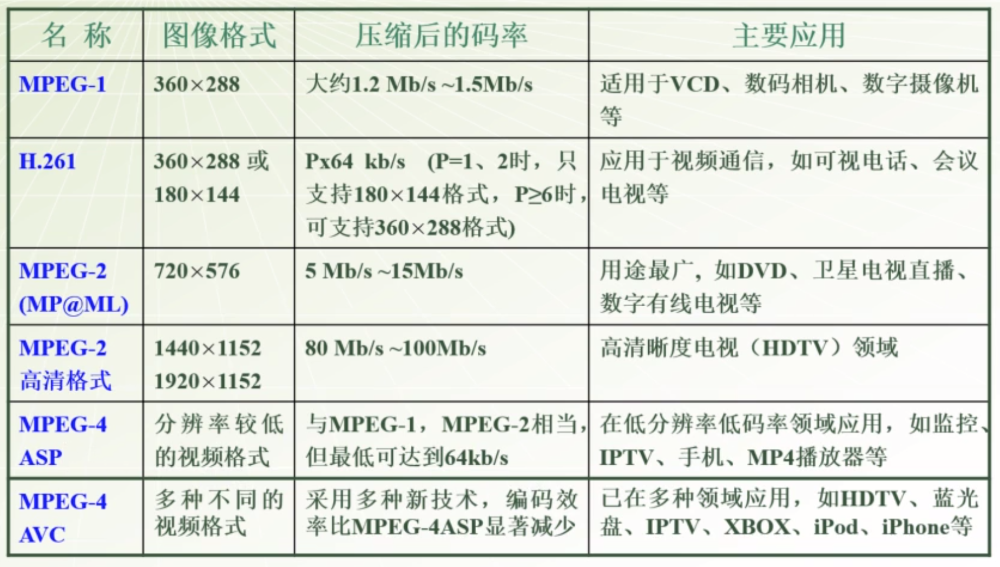 名 称
图像格式
压缩后的码率
主要应用
MPEG-1
360×288
大约1.2 Mb/s ~1.5Mb/s
适用于VCD、数码相机、数字摄像机
等
H.261
360×288 或
180×144
Px64 kb/s (P=1、2时，只
支持180×144格式，P≥6时，
可支持360×288格式)
应用于视频通信，如可视电话、会议
电视等
MPEG-2
(MP@ML)
720×576
5 Mb/s ~15Mb/s
用途最广, 如DVD、卫星电视直播、
数字有线电视等
MPEG-2
高清格式
1440×1152
1920×1152
80 Mb/s ~100Mb/s
高清晰度电视（HDTV）领域
MPEG-4
ASP
分辨率较低
的视频格式
与MPEG-1，MPEG-2相当，
但最低可达到64kb/s
在低分辨率低码率领域应用，如监控、
IPTV、手机、MP4播放器等
MPEG-4
AVC
多种不同的
视频格式
采用多种新技术，编码效
率比MPEG-4ASP显著减少
已在多种领域应用，如HDTV、蓝光
盘、IPTV、XBOX、iPod、iPhone等